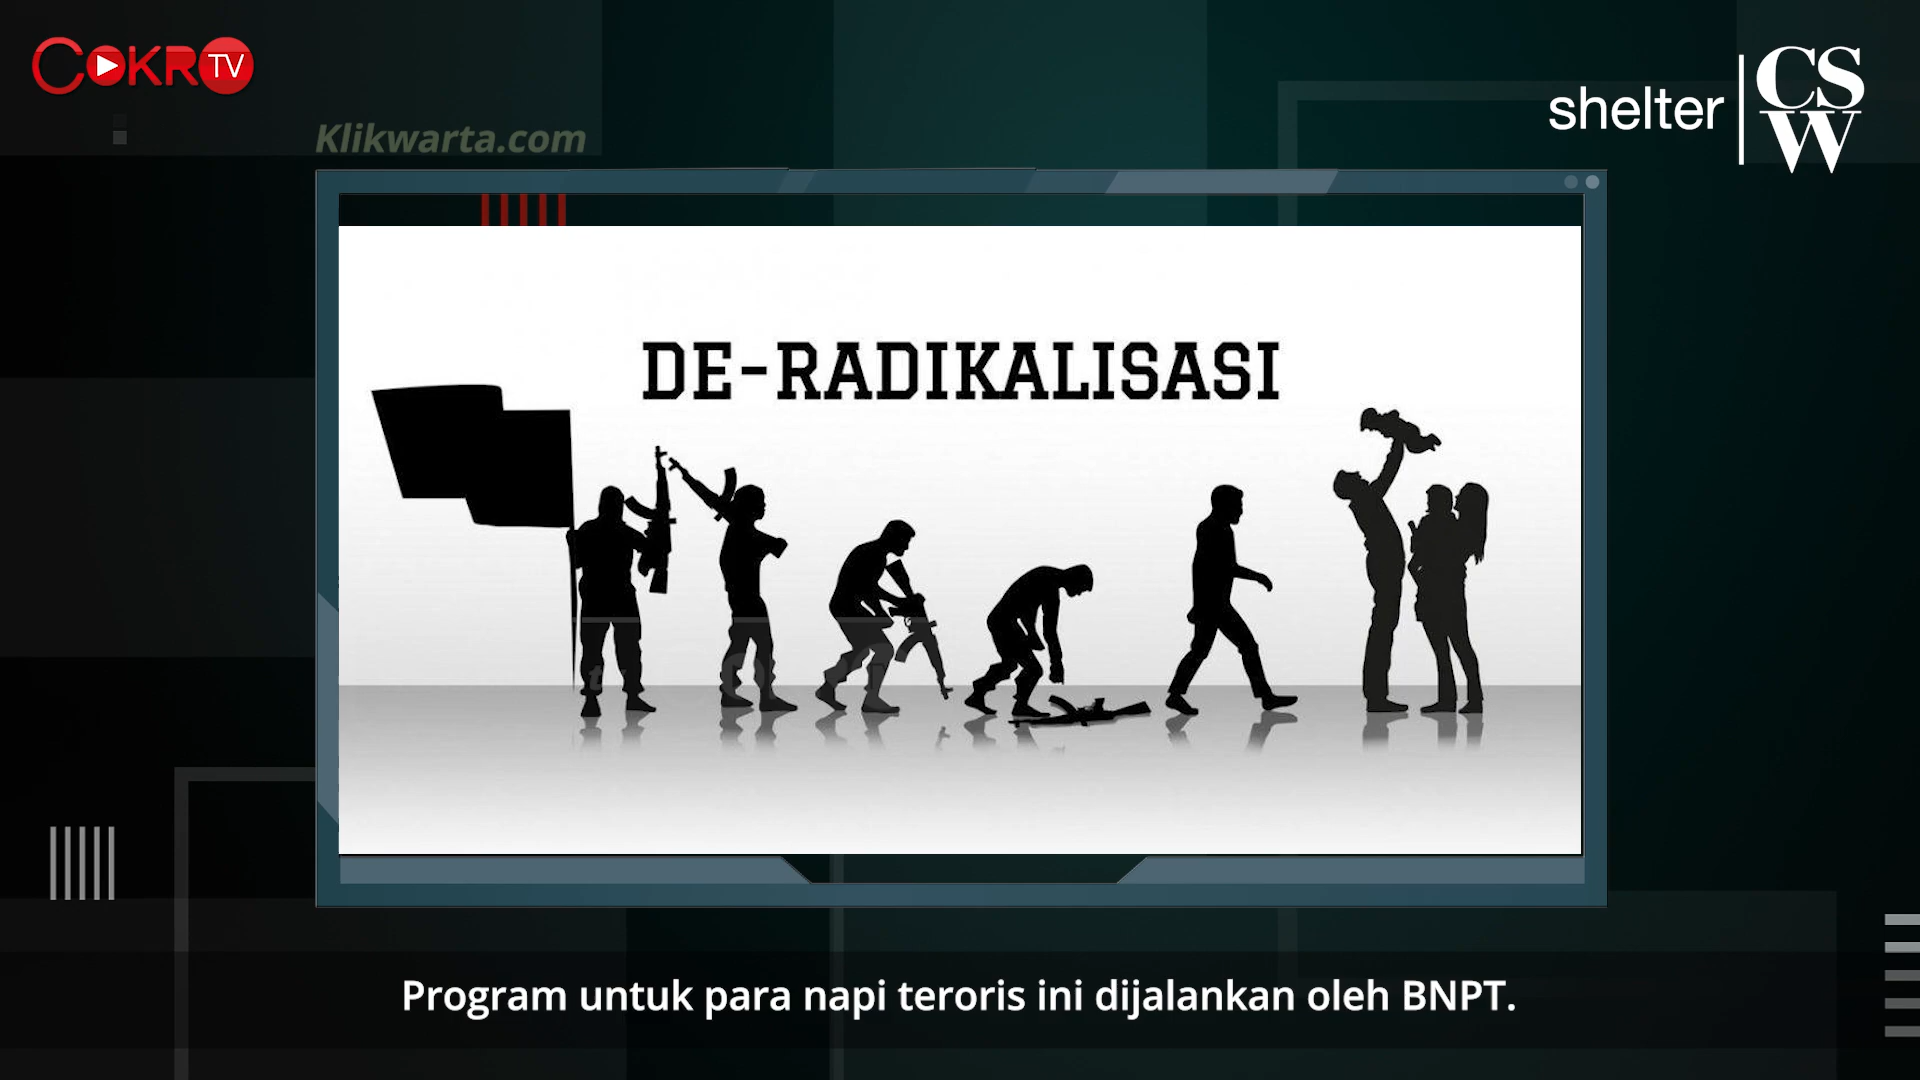 COKRO TV
shelter
CSW
Klikwarta.com
DE-RADIKALISASI
Program untuk para napi teroris ini dijalankan oleh BNPT.